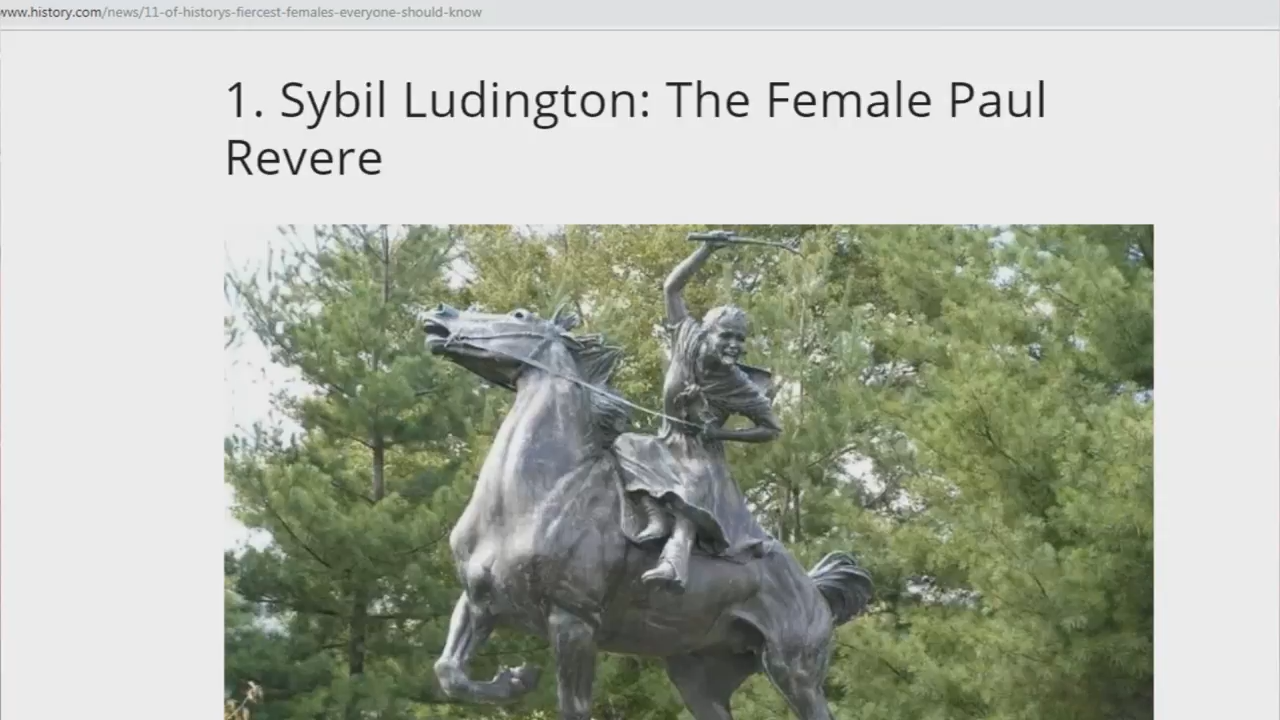 www.history.com/news/11-of-historys-fiercest-females-everyone-should-know
1. Sybil Ludington: The Female Paul
Revere